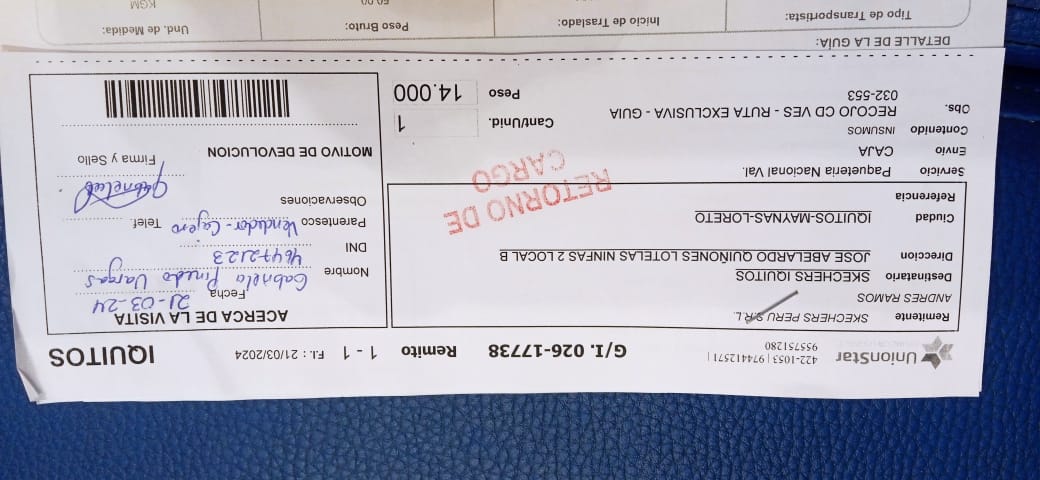 UnionStar
422-1053 | 974412571 |
955751280
G/I. 026-17738
Remito 1 - 1
F.I. : 21/03/2024
IQUITOS
Remitente SKECHERS PERU S.R.L.
ANDRES RAMOS
Destinatario SKECHERS IQUITOS
Direccion JOSE ABELARDO QUIÑONES LOTELAS NINFAS 2 LOCAL B
Ciudad IQUITOS-MAYNAS-LORETO
Referencia
Servicio Paqueteria Nacional Val.
Envio CAJA
Contenido INSUMOS
Obs. RECOJO CD VES - RUTA EXCLUSIVA - GUIA
032-553
Cant/Unid. 1
Peso 14.000
RETORNO DE
CARGO
ACERCA DE LA VISITA
Fecha 21-03-24
Nombre Gabriela Pinedo Vargas
DNI 46472123
Parentesco Vendedor - Cajero Telef
Observaciones
Firma y Sello
MOTIVO DE DEVOLUCION
DETALLE DE LA GUÍA:
Tipo de Transportista:
Inicio de Traslado:
Peso Bruto:
Und. de Medida:
KGM